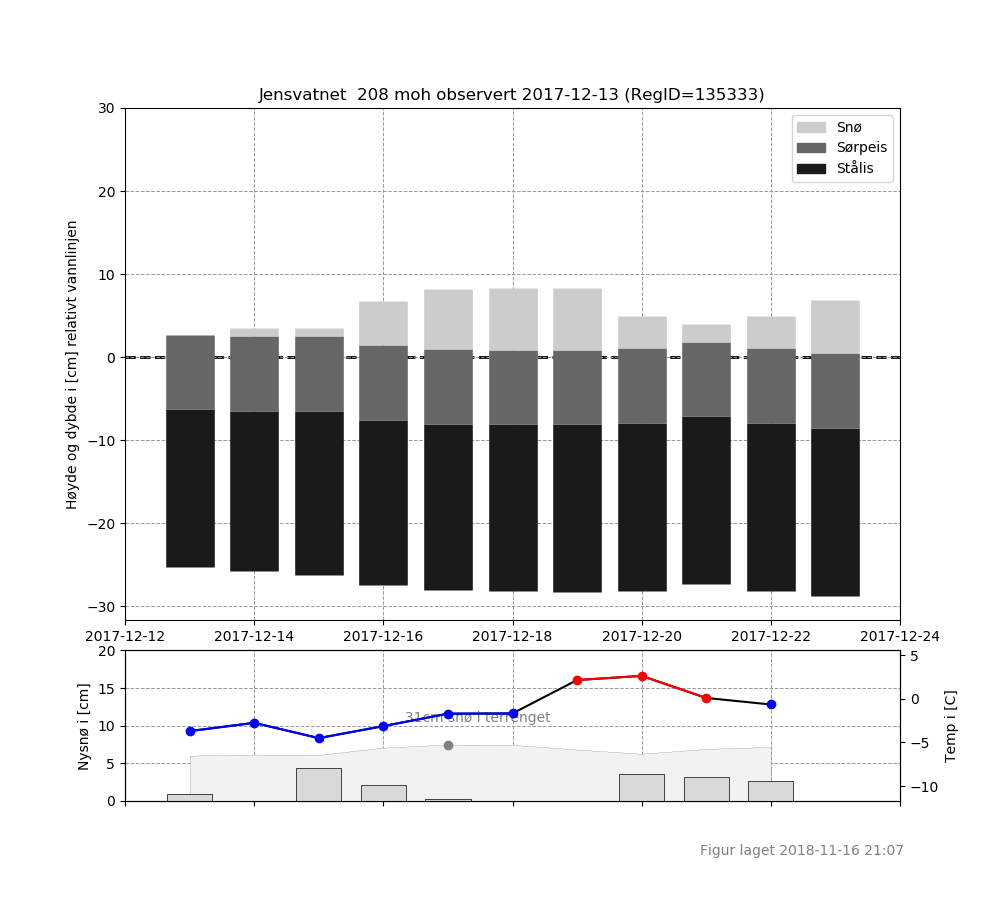 Jensvatnet  208 moh observert 2017-12-13 (RegID=135333)
Høyde og dybde i [cm] relativt vannlinjen
30
20
10
0
−10
−20
−30
Snø
Sørpeis
Stålis
2017-12-12 2017-12-14 2017-12-16 2017-12-18 2017-12-20 2017-12-22 2017-12-24
Nysnø i [cm]
20
15
10
5
0
31cm snø i terrenget
5
0
−5
−10
Temp i [C]
Figur laget 2018-11-16 21:07